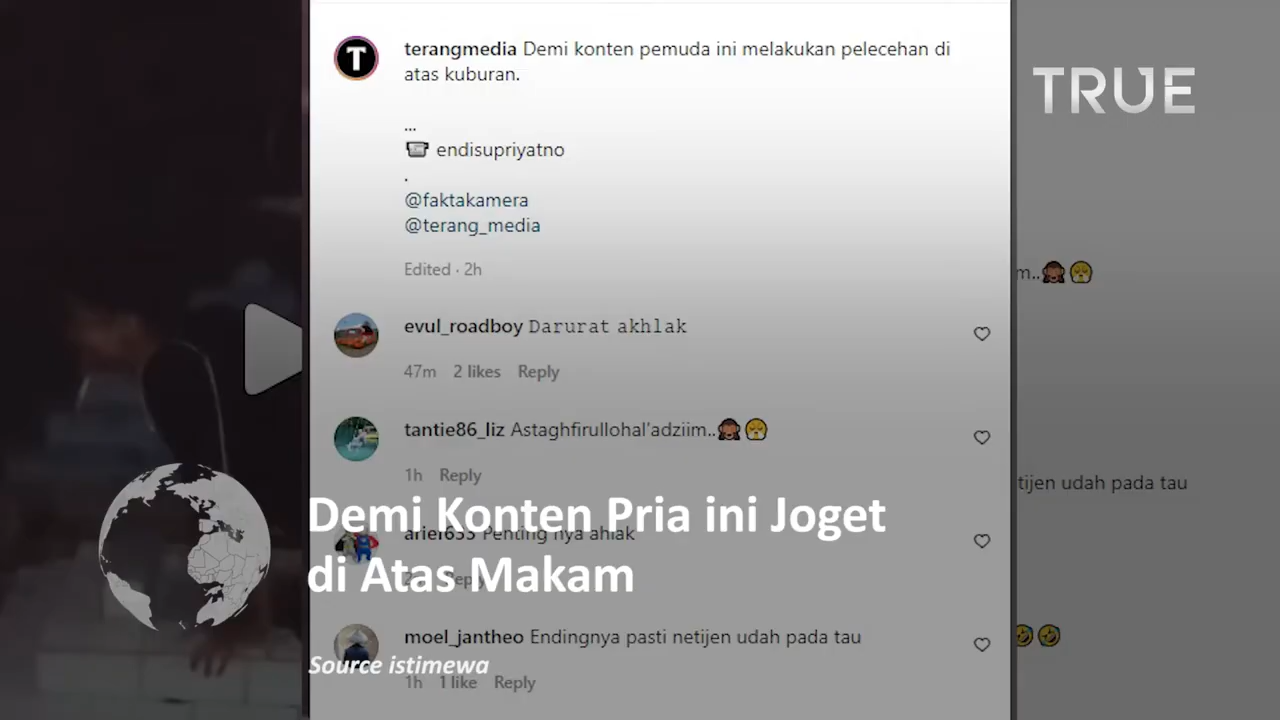 T
terangmedia Demi konten pemuda ini melakukan pelecehan di
atas kuburan.
TRUE
...
endisupriyatno
.
@faktakamera
@terang_media
Edited · 2h
m..
evul_roadboy Darurat akhlak
47m 2 likes Reply
tantie86_liz Astaghfirullohal'adziim..
1h Reply
tijen udah pada tau
Demi Konten Pria ini Joget
arief633 Penting nya ahlak
di Atas Makam
Reply
moel_jantheo Endingnya pasti netijen udah pada tau
Source istimewa
1h 1 like Reply